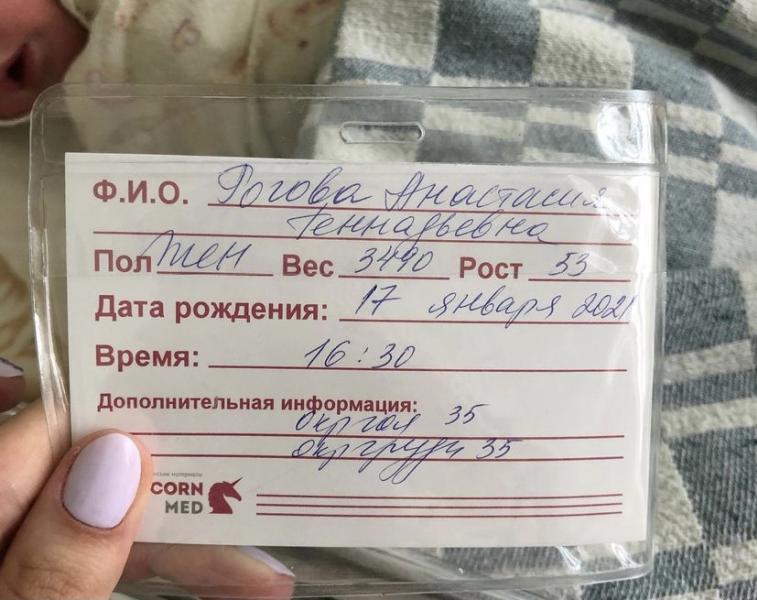 Ф.И.О. Рогова Анастасия
Геннадьевна
Пол жен Вес 3490 Рост 53
Дата рождения: 17 января 2021
Время: 16:30
Дополнительная информация:
окр гол 35
окр груди 35
CORN
MED